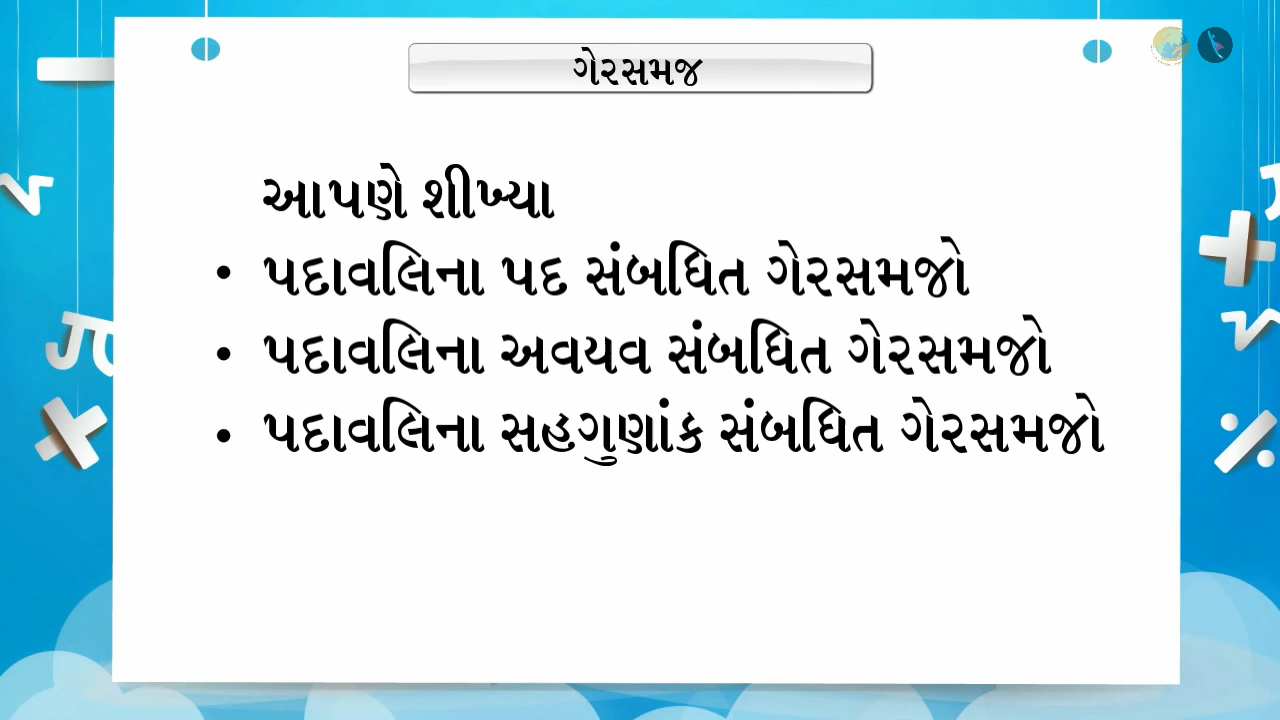 ગેરસમજ
આપણે શીખ્યા
• પદાવલિના પદ સંબધિત ગેરસમજો
• પદાવલિના અવયવ સંબધિત ગેરસમજો
• પદાવલિના સહગુણાંક સંબધિત ગેરસમજો